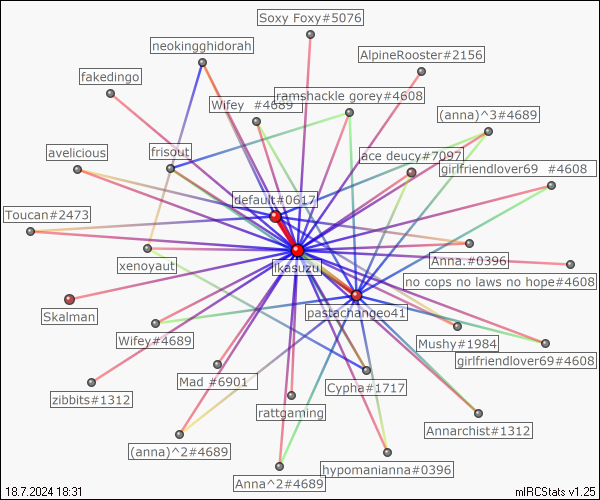 Soxy Foxy#5076
neokingghidorah
AlpineRooster#2156
fakedingo
ramshackle gorey#4608
Wifey #4689
(anna)^3#4689
avelicious
frisout
ace deucy#7097
girlfriendlover69 #4608
default#0617
Toucan#2473
Anna.#0396
xenoyaut
ikasuzu
no cops no laws no hope#4608
Skalman
pastachangeo41
Wifey#4689
Mushy#1984
girlfriendlover69#4608
Mad #6901
Cypha#1717
zibbits#1312
rattgaming
Annarchist#1312
(anna)^2#4689
hypomanianna#0396
Anna^2#4689
18.7.2024 18:31
mIRCStats v1.25